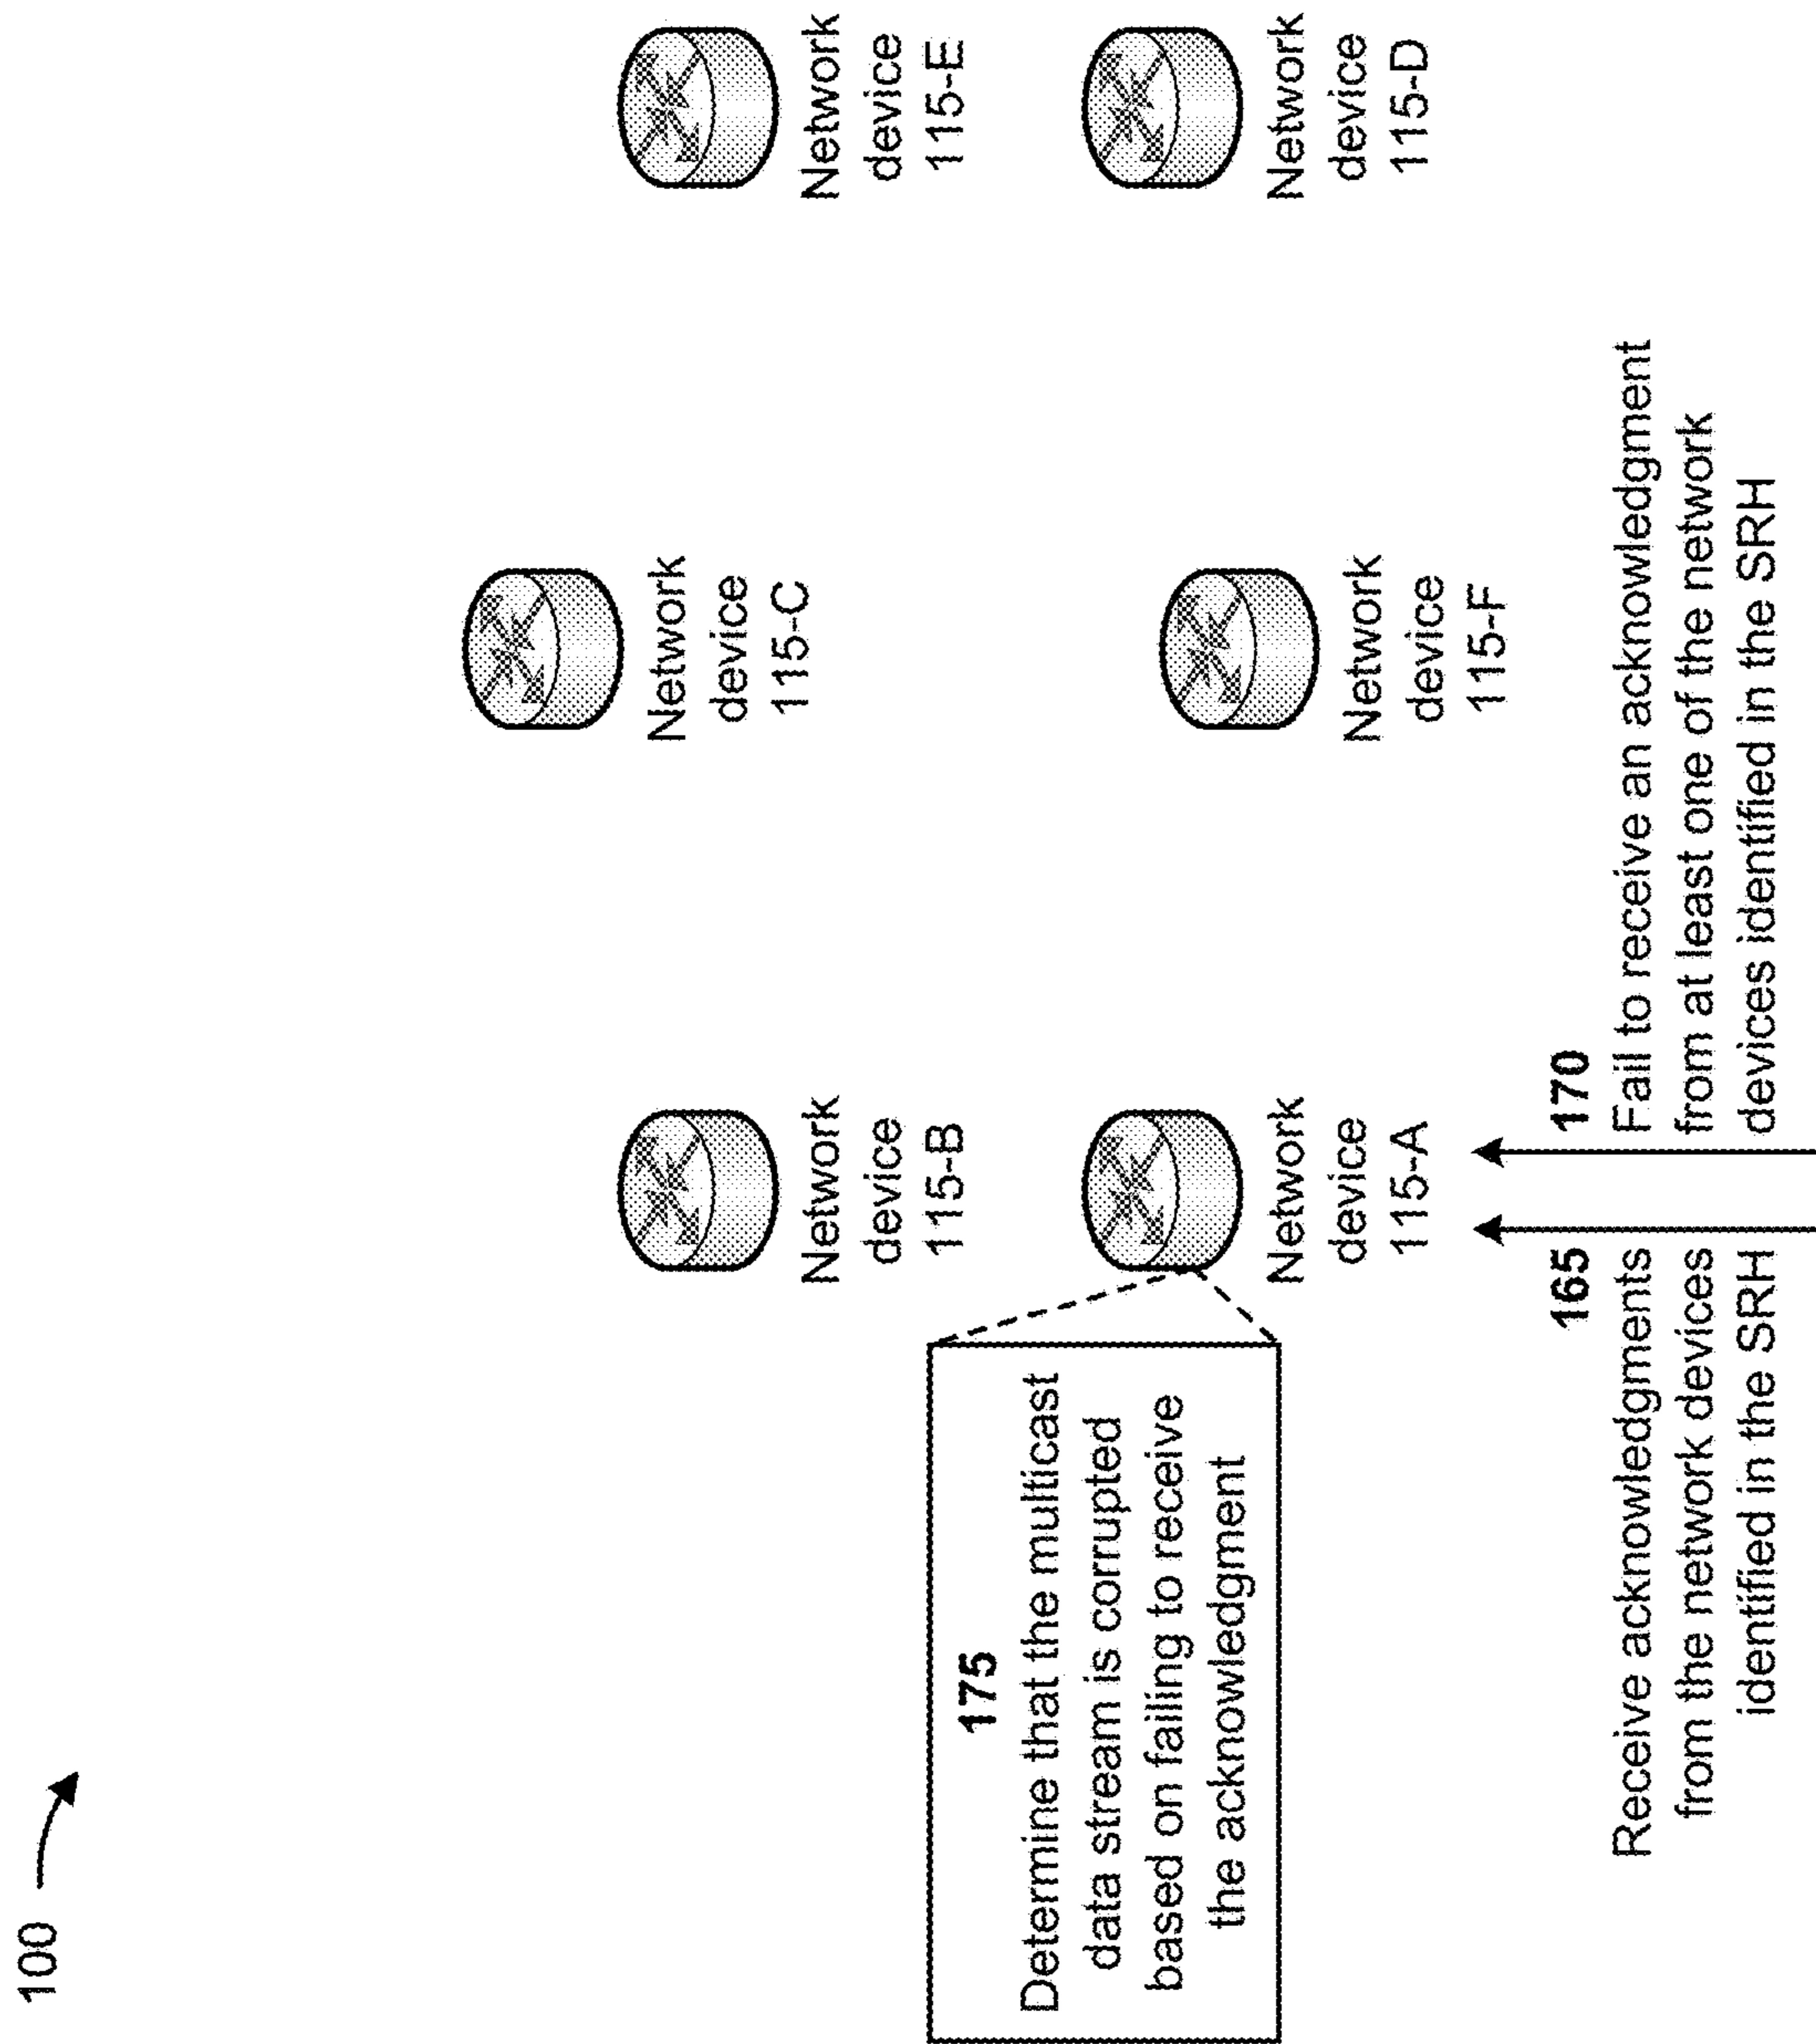 100
Network
device
115-C
Network
device
115-B
Network
device
115-E
175
Determine that the multicast
data stream is corrupted
based on failing to receive
the acknowledgment
Network
device
115-A
Network
device
115-F
Network
device
115-D
165
Receive acknowledgments
from the network devices
identified in the SRH
170
Fail to receive an acknowledgment
from at least one of the network
devices identified in the SRH